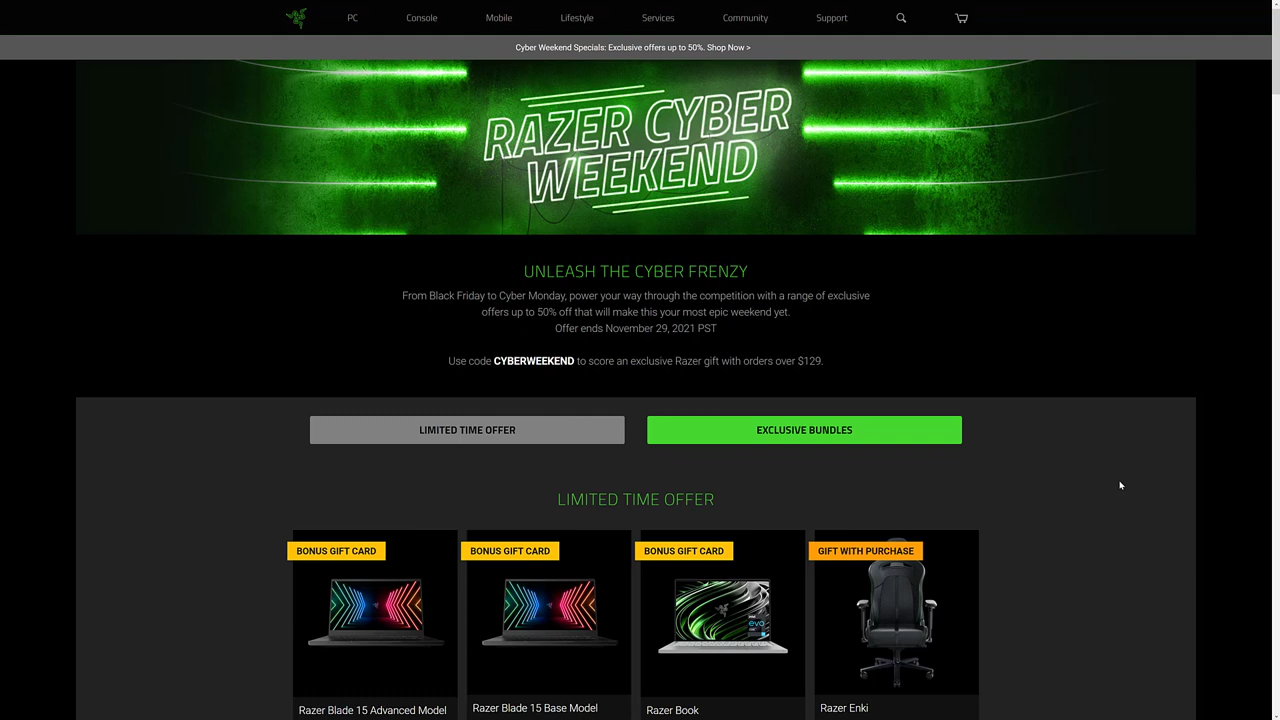 PC Console Mobile Lifestyle Services Community Support
Cyber Weekend Specials: Exclusive offers up to 50%. Shop Now >
RAZER CYBER
WEEKEND
UNLEASH THE CYBER FRENZY
From Black Friday to Cyber Monday, power your way through the competition with a range of exclusive
offers up to 50% off that will make this your most epic weekend yet.
Offer ends November 29, 2021 PST
Use code CYBERWEEKEND to score an exclusive Razer gift with orders over $129.
LIMITED TIME OFFER EXCLUSIVE BUNDLES
LIMITED TIME OFFER
BONUS GIFT CARD BONUS GIFT CARD BONUS GIFT CARD GIFT WITH PURCHASE
evo
Razer Blade 15 Advanced Model Razer Blade 15 Base Model Razer Book Razer Enki